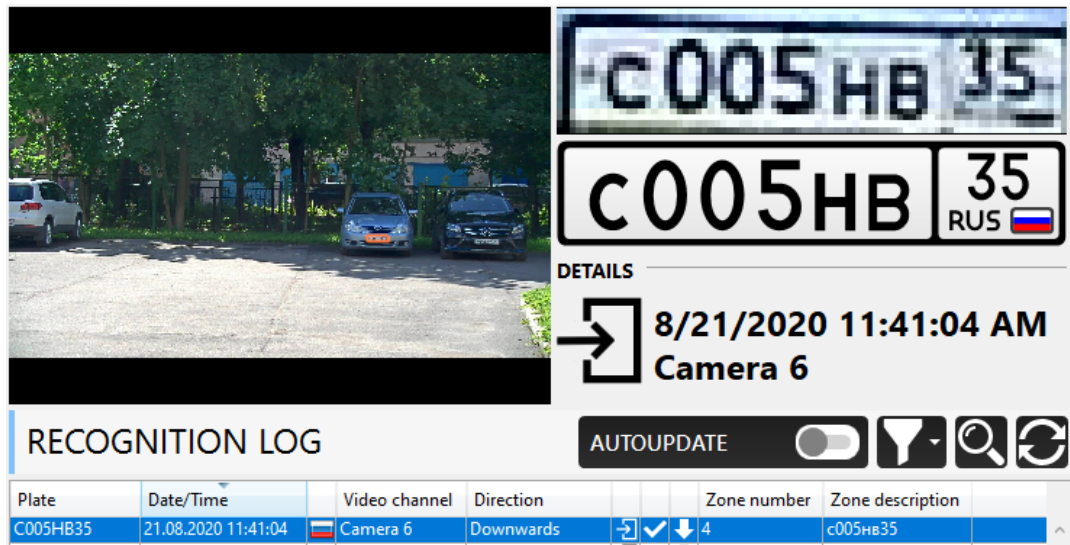 с005нв 35
с005нв 35
RUS
DETAILS
8/21/2020 11:41:04 AM
Camera 6
RECOGNITION LOG
AUTOUPDATE
Plate Date/Time Video channel Direction Zone number Zone description
C005HB35 21.08.2020 11:41:04 Camera 6 Downwards 4 с005нв35